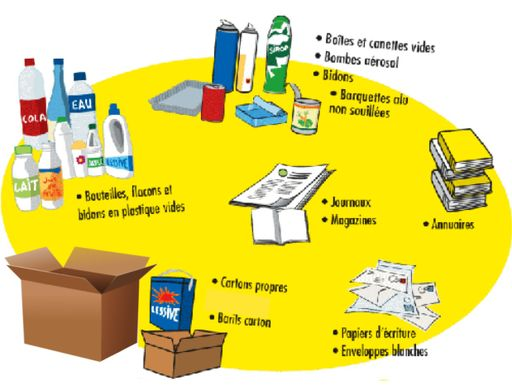 • Boîtes et canettes vides
• Bombes aérosol
• Bidons
• Barquettes alu
non souillées
SIROP
COLA
EAU
LAIT
LESSIVE
• Bouteilles, flacons et
bidons en plastique vides
• Journaux
• Magazines
• Annuaires
LESSIVE
• Cartons propres
• Barils carton
• Papiers d'écriture
• Enveloppes blanches